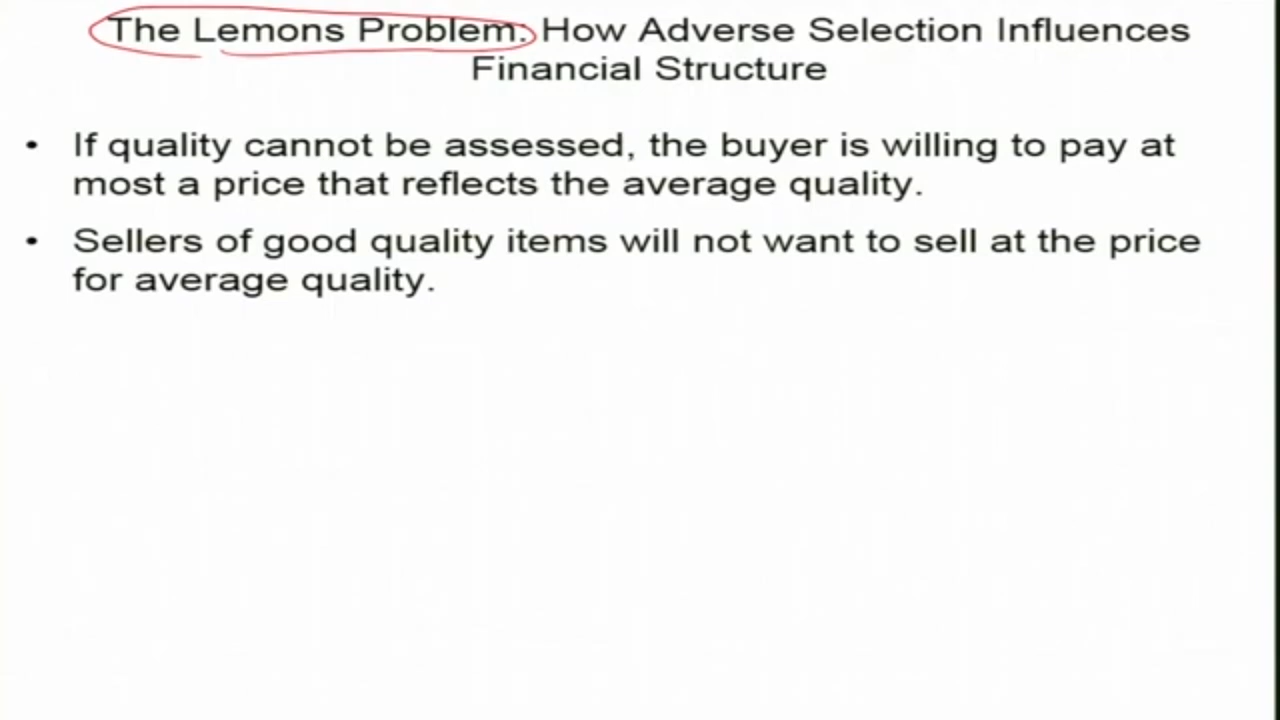 The Lemons Problem: How Adverse Selection Influences
Financial Structure
• If quality cannot be assessed, the buyer is willing to pay at
most a price that reflects the average quality.
• Sellers of good quality items will not want to sell at the price
for average quality.